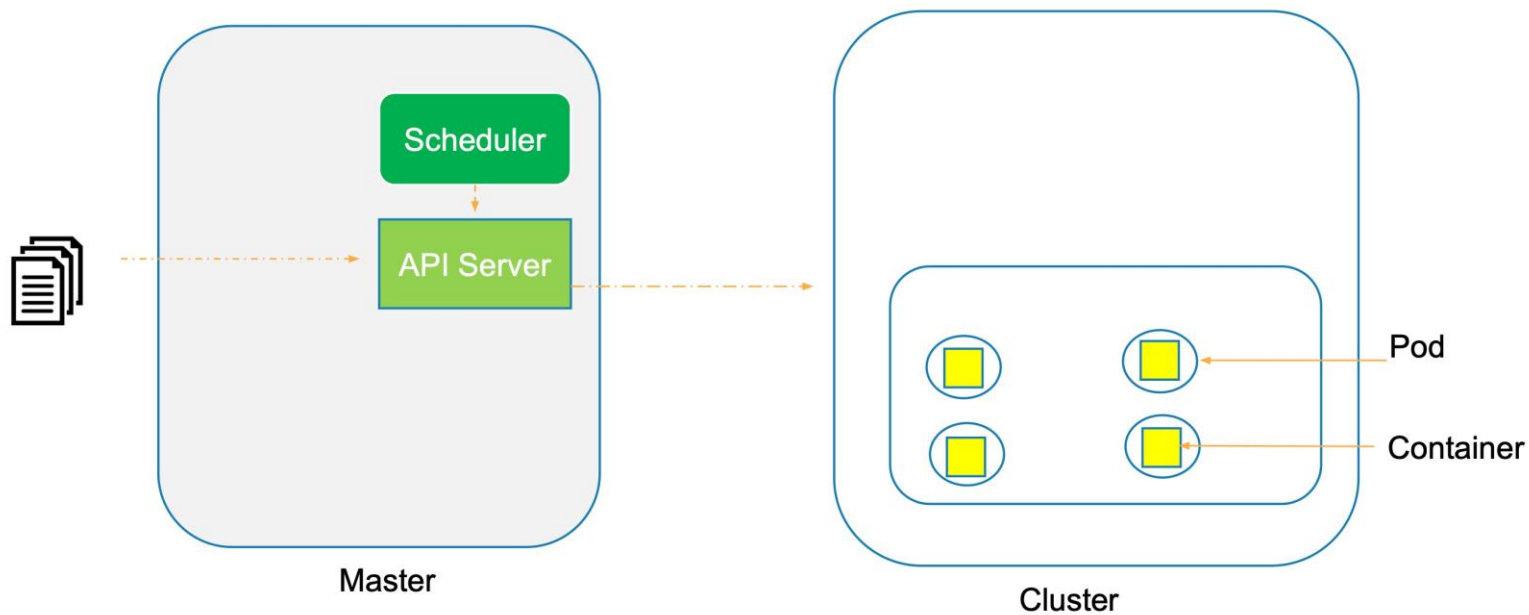 Scheduler
API Server
Pod
Container
Master
Cluster